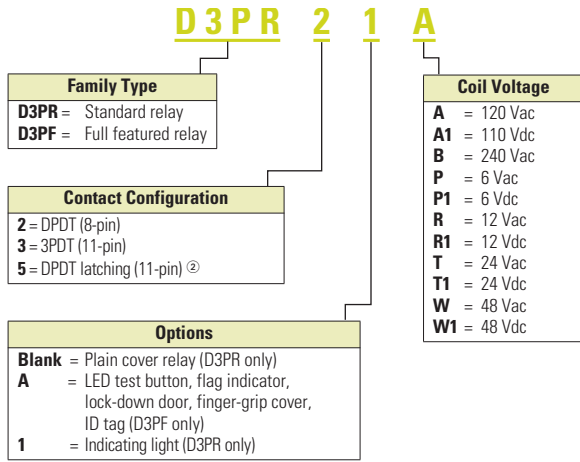 D3PR 2 1 A
Family Type
D3PR = Standard relay
D3PF = Full featured relay
Contact Configuration
2 = DPDT (8-pin)
3 = 3PDT (11-pin)
5 = DPDT latching (11-pin) ②
Options
Blank = Plain cover relay (D3PR only)
A = LED test button, flag indicator,
lock-down door, finger-grip cover,
ID tag (D3PF only)
1 = Indicating light (D3PR only)
Coil Voltage
A = 120 Vac
A1 = 110 Vdc
B = 240 Vac
P = 6 Vac
P1 = 6 Vdc
R = 12 Vac
R1 = 12 Vdc
T = 24 Vac
T1 = 24 Vdc
W = 48 Vac
W1 = 48 Vdc